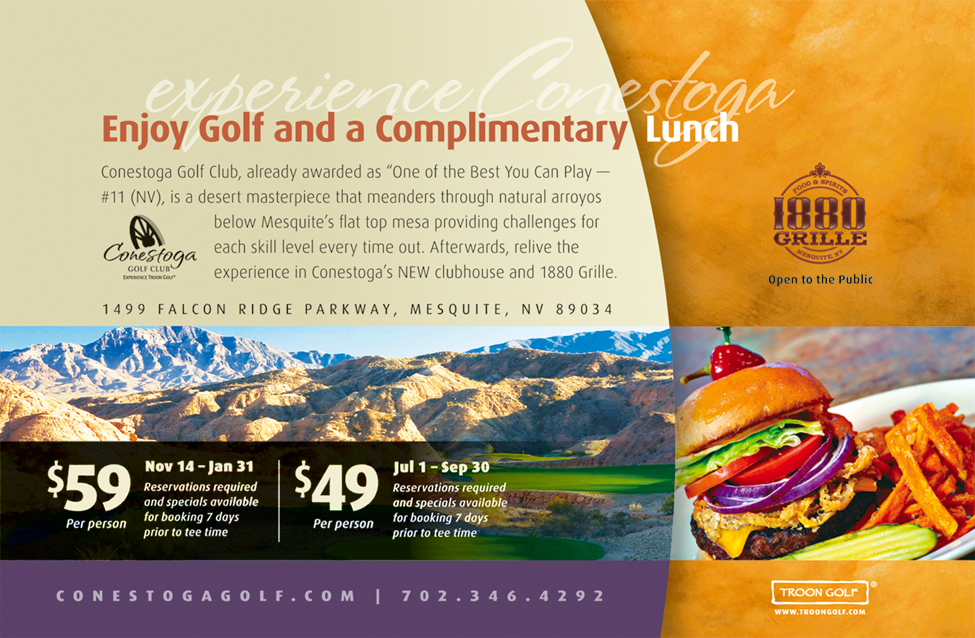 experience Conestoga
Enjoy Golf and a Complimentary Lunch
Conestoga Golf Club, already awarded as “One of the Best You Can Play —
#11 (NV), is a desert masterpiece that meanders through natural arroyos
below Mesquite’s flat top mesa providing challenges for
each skill level every time out. Afterwards, relive the
experience in Conestoga’s NEW clubhouse and 1880 Grille.
Conestoga
GOLF CLUB
EXPERIENCE TROON GOLF®
1499 FALCON RIDGE PARKWAY, MESQUITE, NV 89034
FOOD & SPIRITS
1880
GRILLE
MESQUITE, NV
Open to the Public
$59
Per person
Nov 14 – Jan 31
Reservations required
and specials available
for booking 7 days
prior to tee time
$49
Per person
Jul 1 – Sep 30
Reservations required
and specials available
for booking 7 days
prior to tee time
CONESTOGAGOLF.COM | 702.346.4292
TROON GOLF®
WWW.TROONGOLF.COM